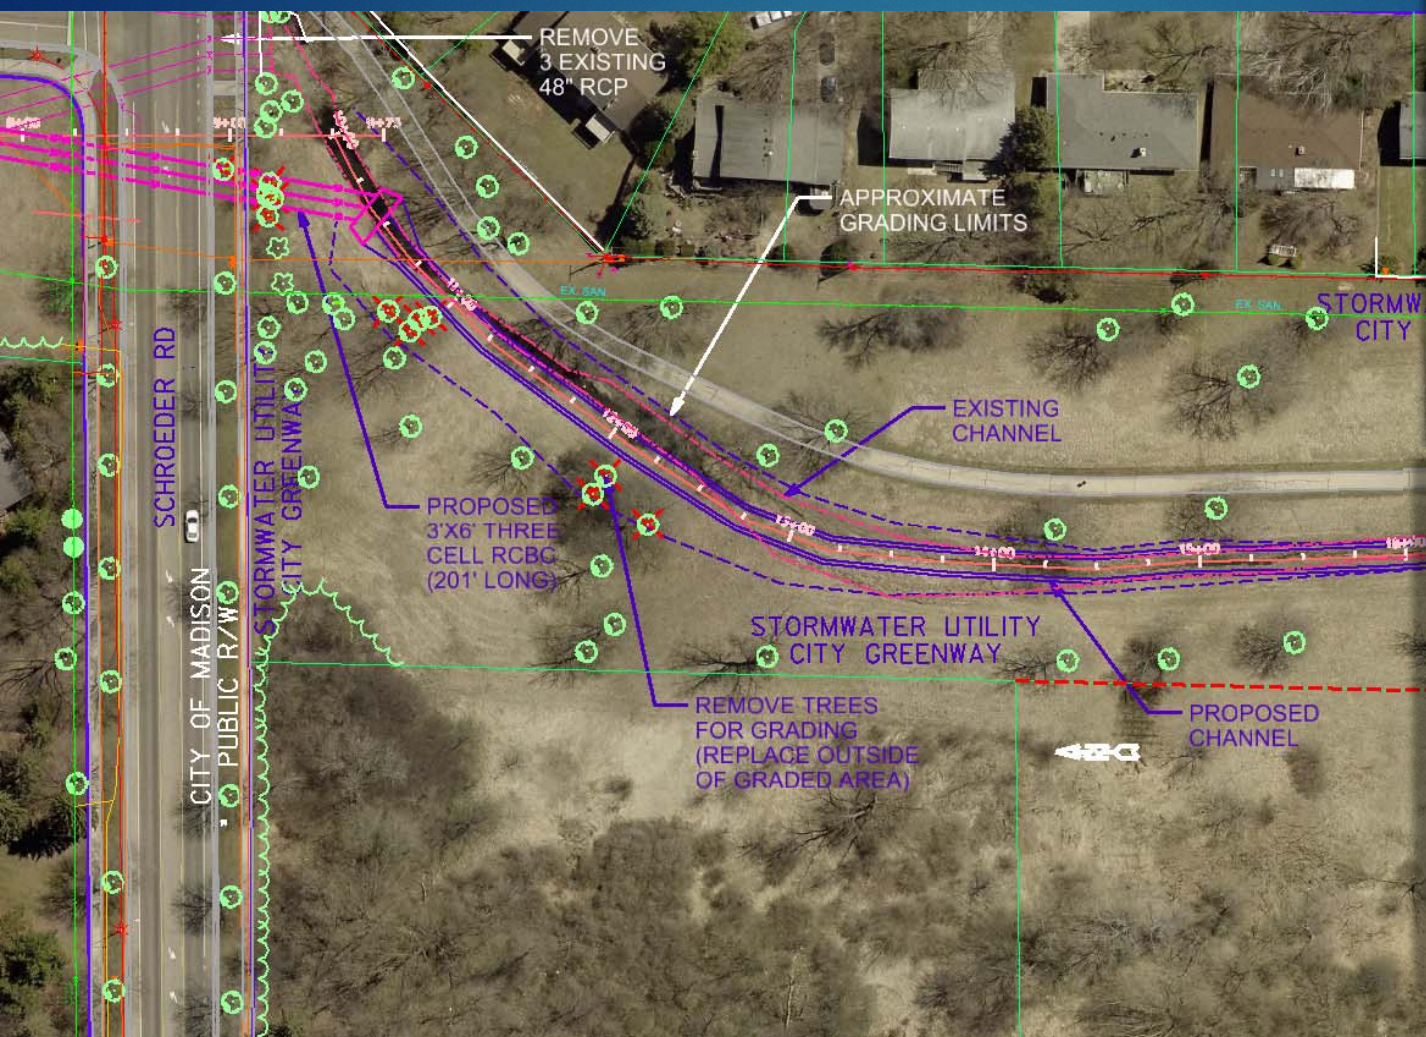 REMOVE
3 EXISTING
48" RCP
APPROXIMATE
GRADING LIMITS
EX. SAN.
EX. SAN.
STORMW
CITY
EXISTING
CHANNEL
SCHROEDER RD
STORMWATER UTILITY
CITY GREENWAY
PROPOSED
3'X6' THREE
CELL RCBC
(201' LONG)
CITY OF MADISON
PUBLIC R/W
STORMWATER UTILITY
CITY GREENWAY
REMOVE TREES
FOR GRADING
(REPLACE OUTSIDE
OF GRADED AREA)
PROPOSED
CHANNEL